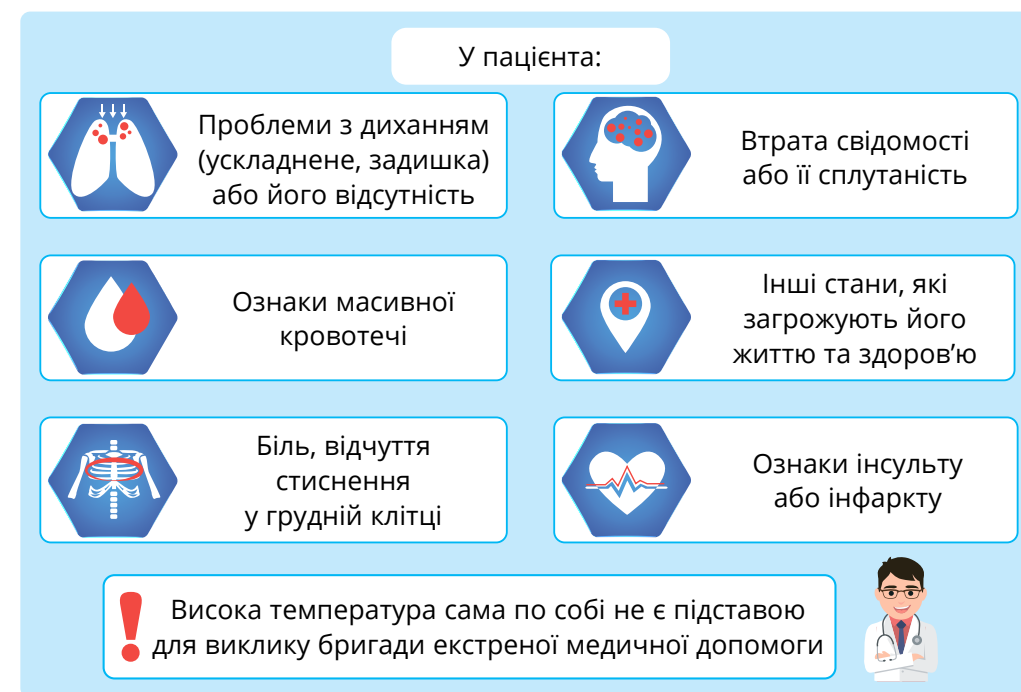 У пацієнта:
Проблеми з диханням
(ускладнене, задишка)
або його відсутність
Втрата свідомості
або її сплутаність
Ознаки масивної
кровотечі
Інші стани, які
загрожують його
життю та здоров’ю
Біль, відчуття
стиснення
у грудній клітці
Ознаки інсульту
або інфаркту
Висока температура сама по собі не є підставою
для виклику бригади екстреної медичної допомоги